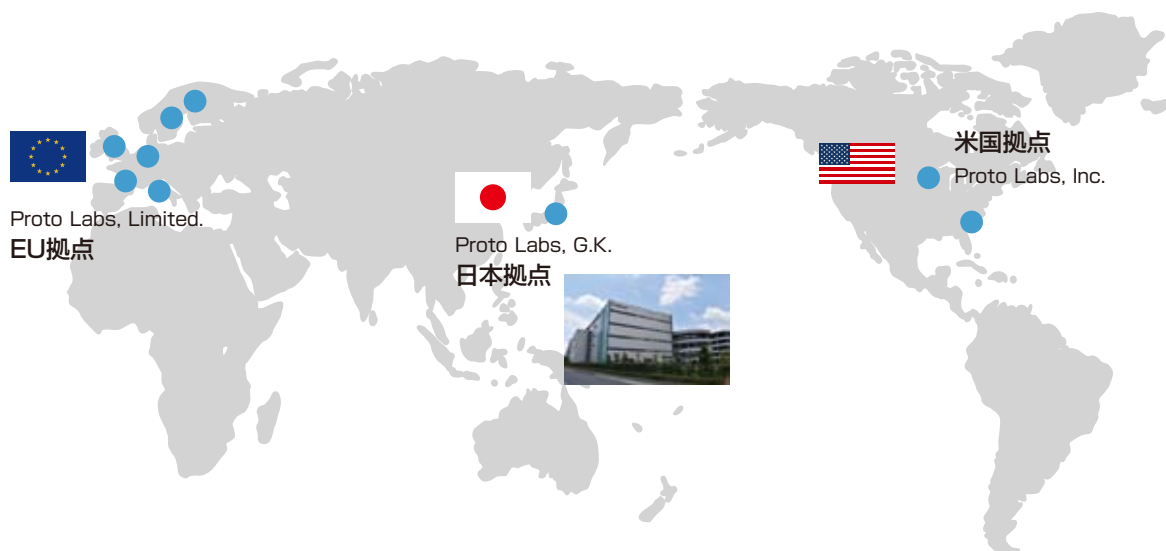 Proto Labs, Limited.
EU拠点
Proto Labs, G.K.
日本拠点
米国拠点
Proto Labs, Inc.